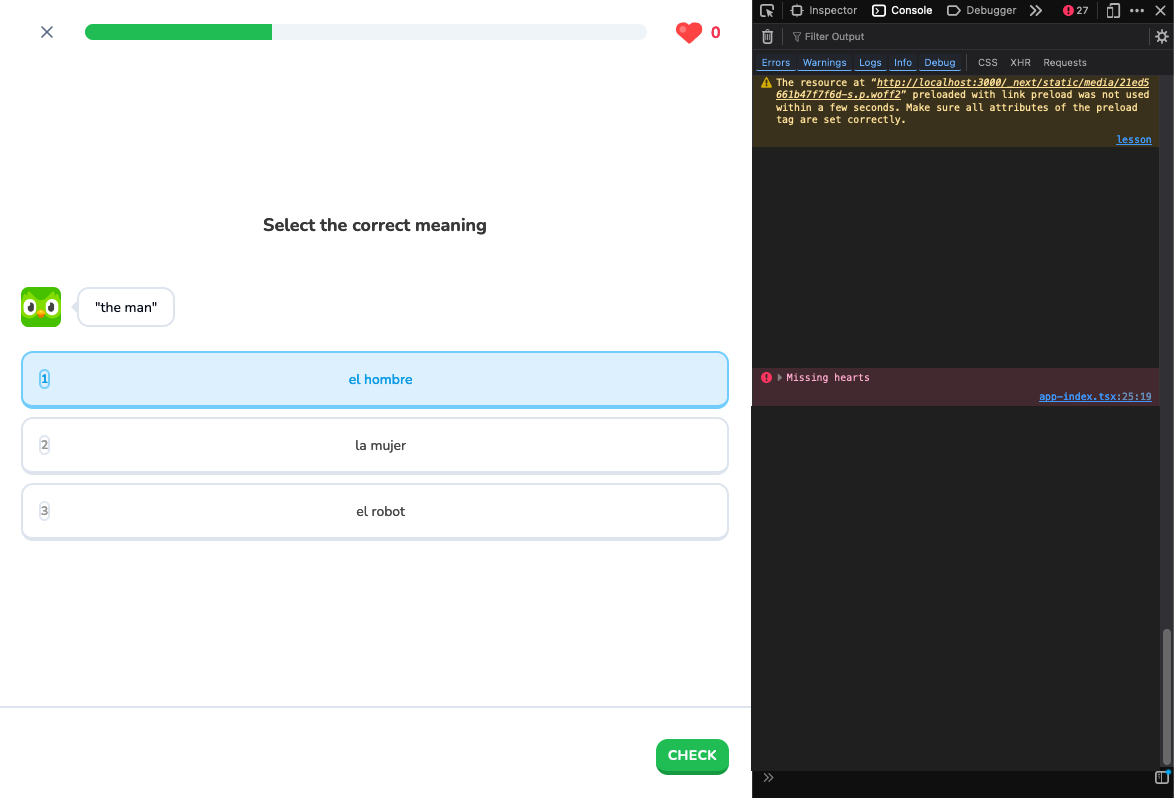 0
Select the correct meaning
"the man"
1 el hombre
2 la mujer
3 el robot
CHECK
Inspector Console Debugger 27
Filter Output
Errors Warnings Logs Info Debug CSS XHR Requests
The resource at “http://localhost:3000/_next/static/media/21ed5
661b47f7f6d-s.p.woff2” preloaded with link preload was not used
within a few seconds. Make sure all attributes of the preload
tag are set correctly.
lesson
Missing hearts
app-index.tsx:25:19